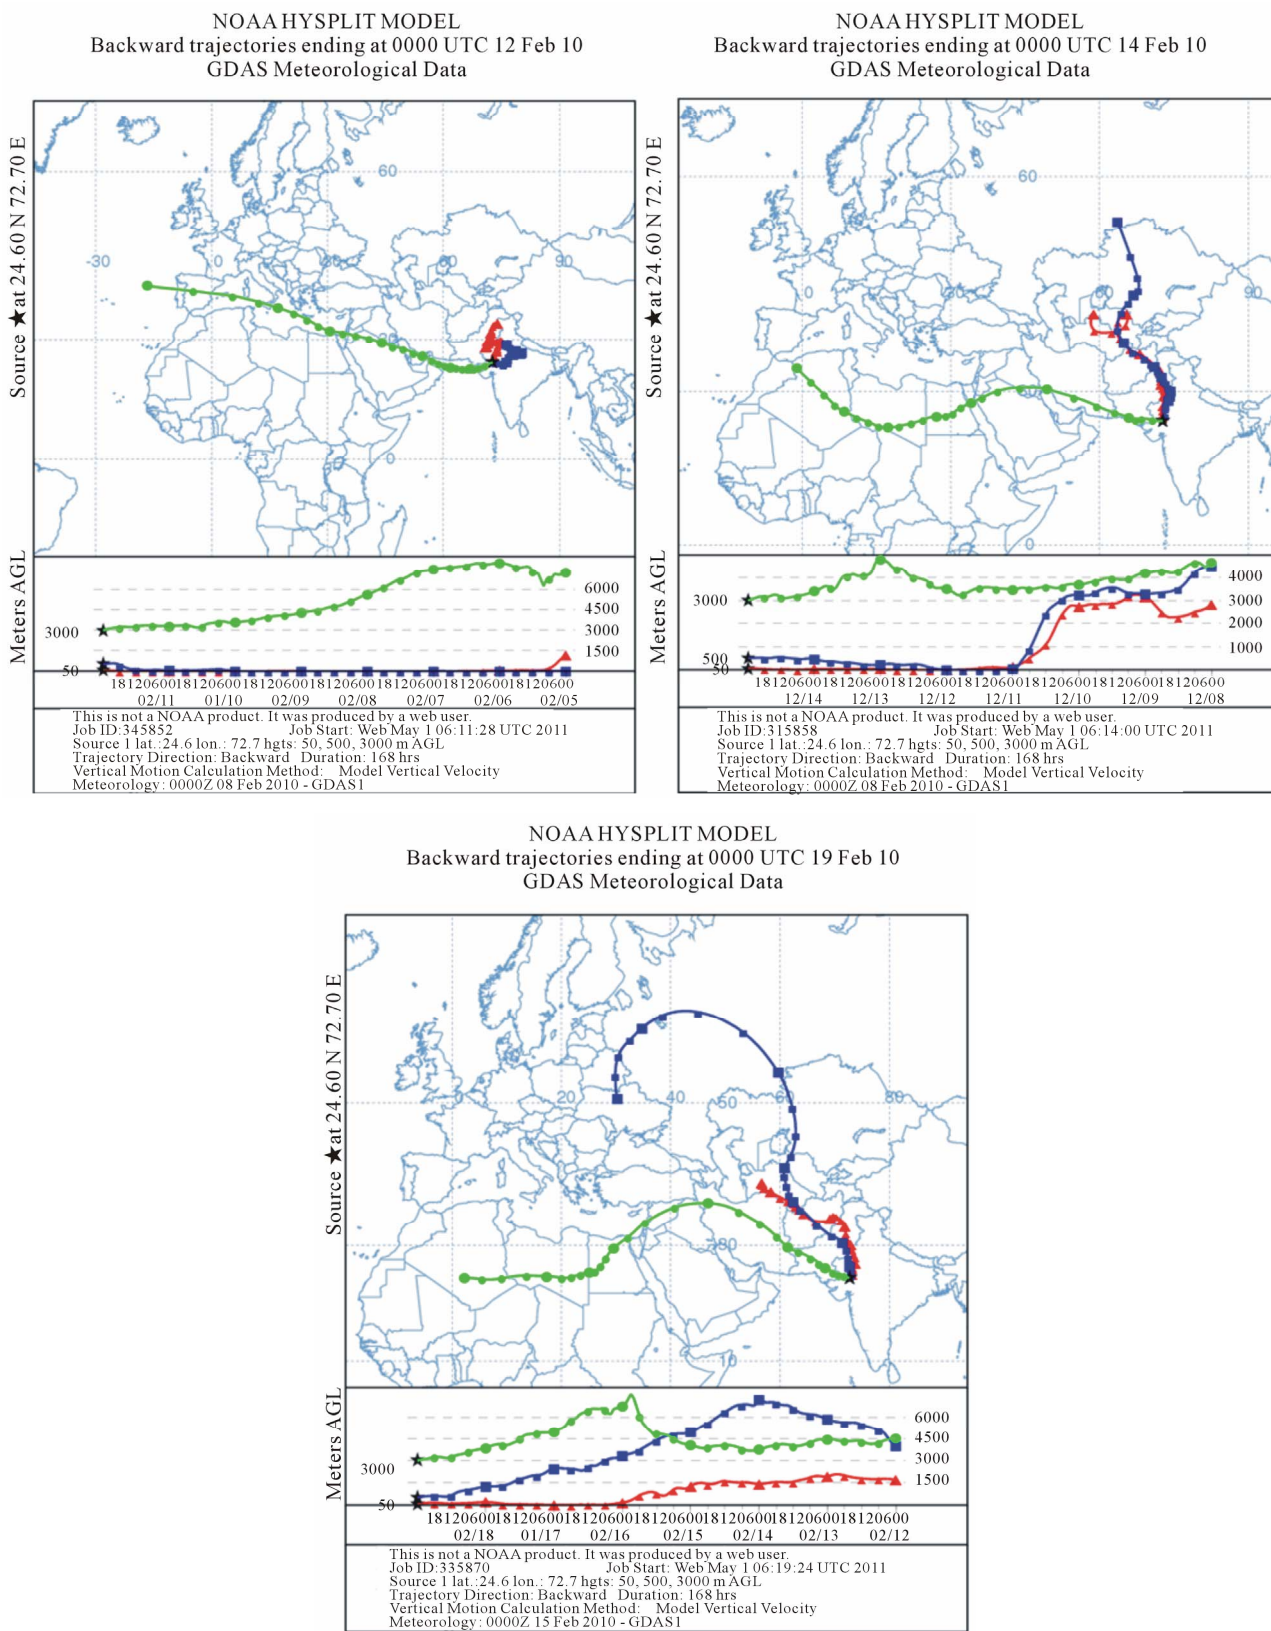 NOAA HYSPLIT MODEL
Backward trajectories ending at 0000 UTC 12 Feb 10
GDAS Meteorological Data
Source ★ at 24.60 N 72.70 E
60
-30
0
90
0
Meters AGL
6000
4500
3000
1500
3000
50
18120600181206001812060018120600181206001812060018120600
02/11 01/10 02/09 02/08 02/07 02/06 02/05
This is not a NOAA product. It was produced by a web user.
Job ID:345852 Job Start: Wed May 1 06:11:28 UTC 2011
Source 1 lat.:24.6 lon.: 72.7 hgts: 50, 500, 3000 m AGL
Trajectory Direction: Backward Duration: 168 hrs
Vertical Motion Calculation Method: Model Vertical Velocity
Meteorology: 0000Z 08 Feb 2010 - GDAS1
NOAA HYSPLIT MODEL
Backward trajectories ending at 0000 UTC 14 Feb 10
GDAS Meteorological Data
Source ★ at 24.60 N 72.70 E
60
0
30
90
0
Meters AGL
4000
3000
2000
1000
3000
500
50
18120600181206001812060018120600181206001812060018120600
12/14 12/13 12/12 12/11 12/10 12/09 12/08
This is not a NOAA product. It was produced by a web user.
Job ID:315858 Job Start: Wed May 1 06:14:00 UTC 2011
Source 1 lat.:24.6 lon.: 72.7 hgts: 50, 500, 3000 m AGL
Trajectory Direction: Backward Duration: 168 hrs
Vertical Motion Calculation Method: Model Vertical Velocity
Meteorology: 0000Z 08 Feb 2010 - GDAS1
NOAA HYSPLIT MODEL
Backward trajectories ending at 0000 UTC 19 Feb 10
GDAS Meteorological Data
Source ★ at 24.60 N 72.70 E
0
20
40
50
60
80
30
10
Meters AGL
6000
4500
3000
1500
3000
50
18120600181206001812060018120600181206001812060018120600
02/18 01/17 02/16 02/15 02/14 02/13 02/12
This is not a NOAA product. It was produced by a web user.
Job ID:335870 Job Start: Wed May 1 06:19:24 UTC 2011
Source 1 lat.:24.6 lon.: 72.7 hgts: 50, 500, 3000 m AGL
Trajectory Direction: Backward Duration: 168 hrs
Vertical Motion Calculation Method: Model Vertical Velocity
Meteorology: 0000Z 15 Feb 2010 - GDAS1